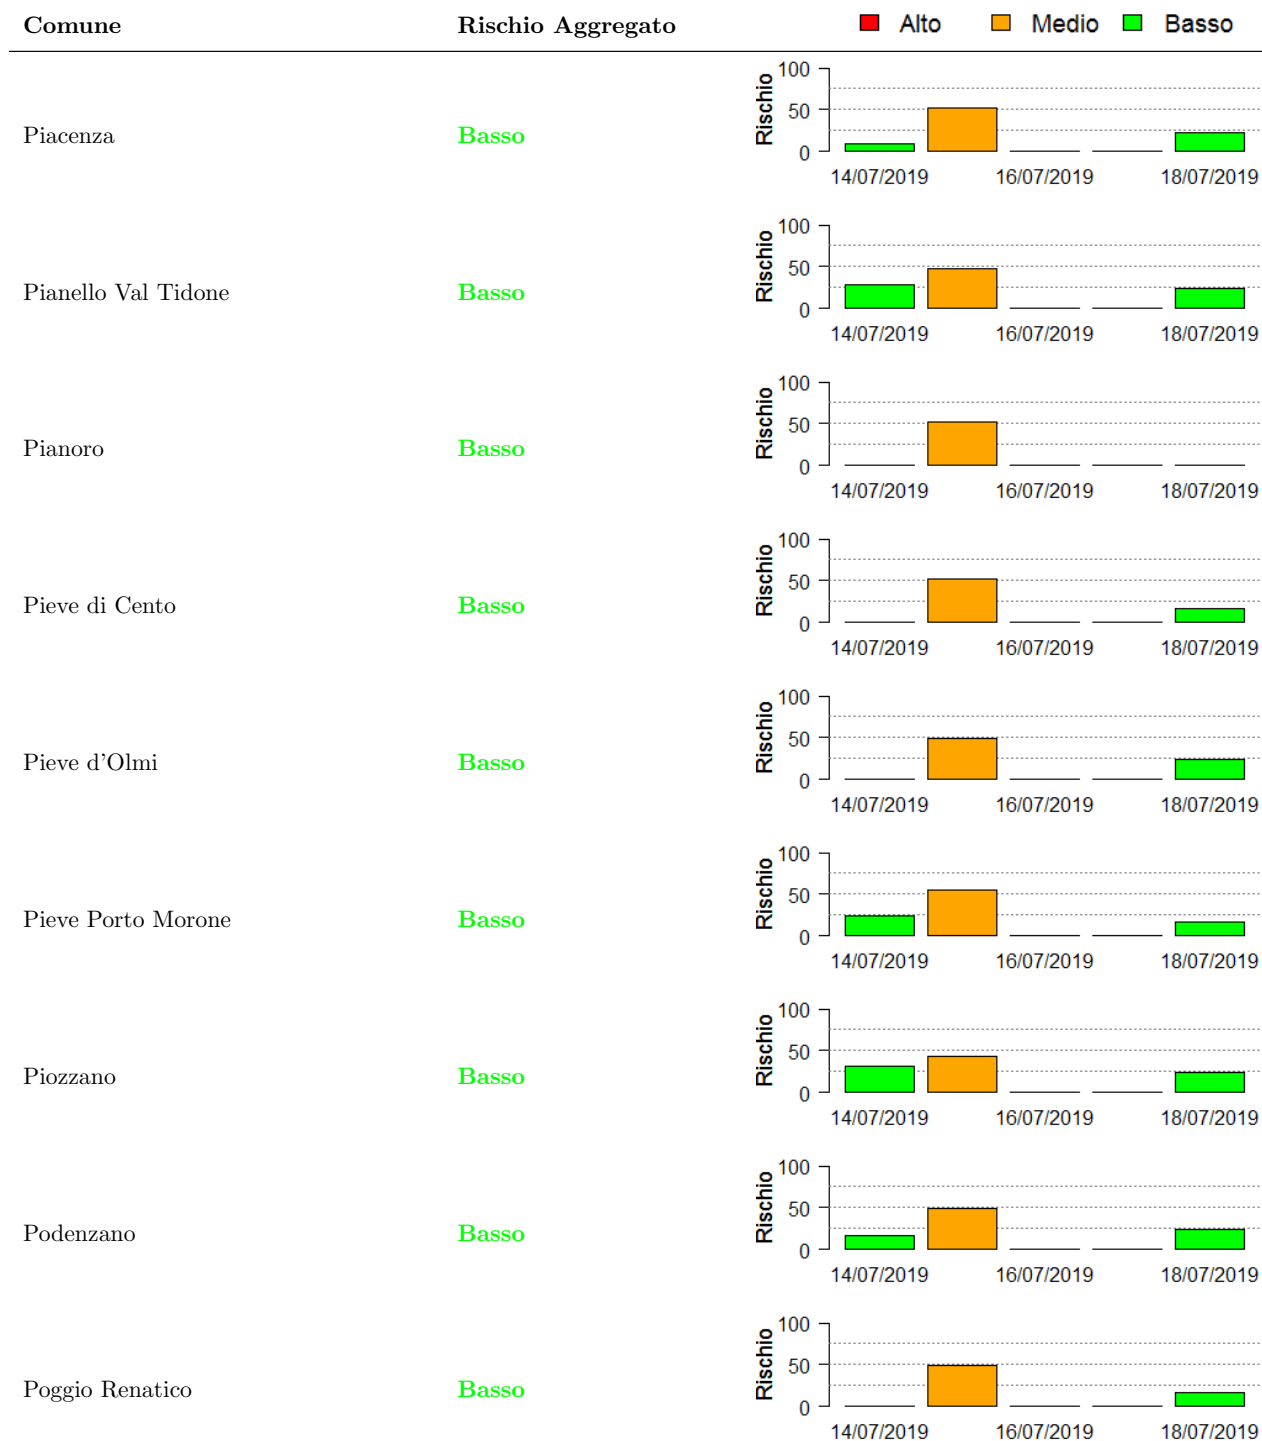 Comune Rischio Aggregato Alto Medio Basso
Piacenza Basso
Rischio
100
50
0
14/07/2019 16/07/2019 18/07/2019
Pianello Val Tidone Basso
Rischio
100
50
0
14/07/2019 16/07/2019 18/07/2019
Pianoro Basso
Rischio
100
50
0
14/07/2019 16/07/2019 18/07/2019
Pieve di Cento Basso
Rischio
100
50
0
14/07/2019 16/07/2019 18/07/2019
Pieve d'Olmi Basso
Rischio
100
50
0
14/07/2019 16/07/2019 18/07/2019
Pieve Porto Morone Basso
Rischio
100
50
0
14/07/2019 16/07/2019 18/07/2019
Piozzano Basso
Rischio
100
50
0
14/07/2019 16/07/2019 18/07/2019
Podenzano Basso
Rischio
100
50
0
14/07/2019 16/07/2019 18/07/2019
Poggio Renatico Basso
Rischio
100
50
0
14/07/2019 16/07/2019 18/07/2019